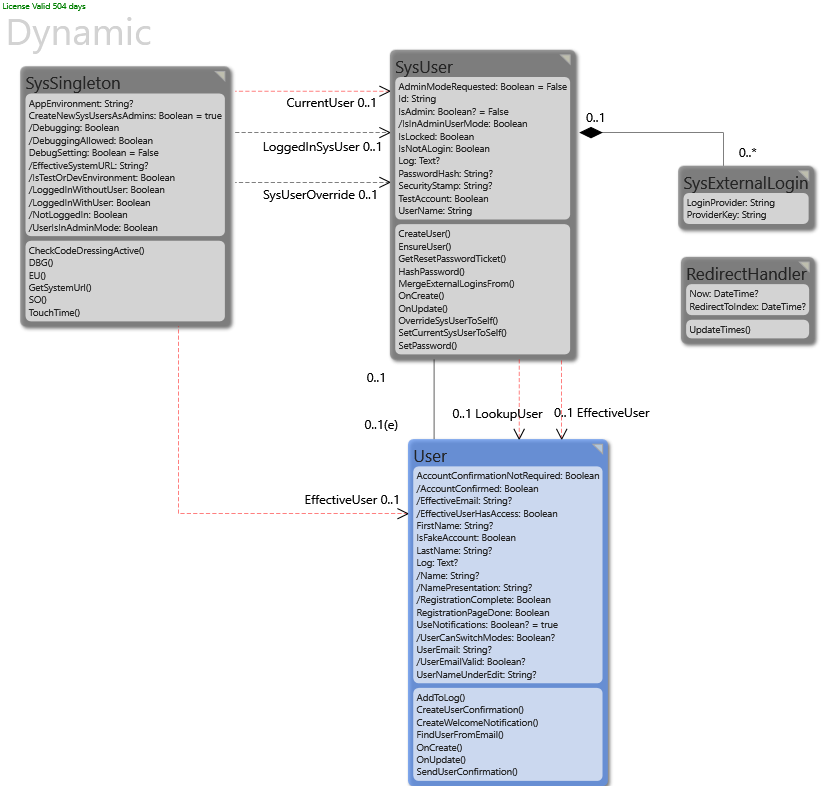 License Valid 504 days
Dynamic
SysSingleton
AppEnvironment: String?
CreateNewSysUsersAsAdmins: Boolean = true
/Debugging: Boolean
/DebuggingAllowed: Boolean
DebugSetting: Boolean = False
/EffectiveSystemURL: String?
/IsTestOrDevEnvironment: Boolean
/LoggedInWithoutUser: Boolean
/LoggedInWithUser: Boolean
/NotLoggedIn: Boolean
/UserIsInAdminMode: Boolean
CheckCodeDressingActive()
DBG()
EU()
GetSystemUrl()
SO()
TouchTime()
CurrentUser 0..1
LoggedInSysUser 0..1
SysUserOverride 0..1
SysUser
AdminModeRequested: Boolean = False
Id: String
IsAdmin: Boolean? = False
/IsInAdminUserMode: Boolean
IsLocked: Boolean
IsNotALogin: Boolean
Log: Text?
PasswordHash: String?
SecurityStamp: String?
TestAccount: Boolean
UserName: String
CreateUser()
EnsureUser()
GetResetPasswordTicket()
HashPassword()
MergeExternalLoginsFrom()
OnCreate()
OnUpdate()
OverrideSysUserToSelf()
SetCurrentSysUserToSelf()
SetPassword()
0..1
0..*
SysExternalLogin
LoginProvider: String
ProviderKey: String
RedirectHandler
Now: DateTime?
RedirectToIndex: DateTime?
UpdateTimes()
0..1
0..1(e)
0..1 LookupUser
0..1 EffectiveUser
EffectiveUser 0..1
User
AccountConfirmationNotRequired: Boolean
/AccountConfirmed: Boolean
/EffectiveEmail: String?
/EffectiveUserHasAccess: Boolean
FirstName: String?
IsFakeAccount: Boolean
LastName: String?
Log: Text?
/Name: String?
/NamePresentation: String?
/RegistrationComplete: Boolean
RegistrationPageDone: Boolean
UseNotifications: Boolean? = true
/UserCanSwitchModes: Boolean?
UserEmail: String?
/UserEmailValid: Boolean?
UserNameUnderEdit: String?
AddToLog()
CreateUserConfirmation()
CreateWelcomeNotification()
FindUserFromEmail()
OnCreate()
OnUpdate()
SendUserConfirmation()